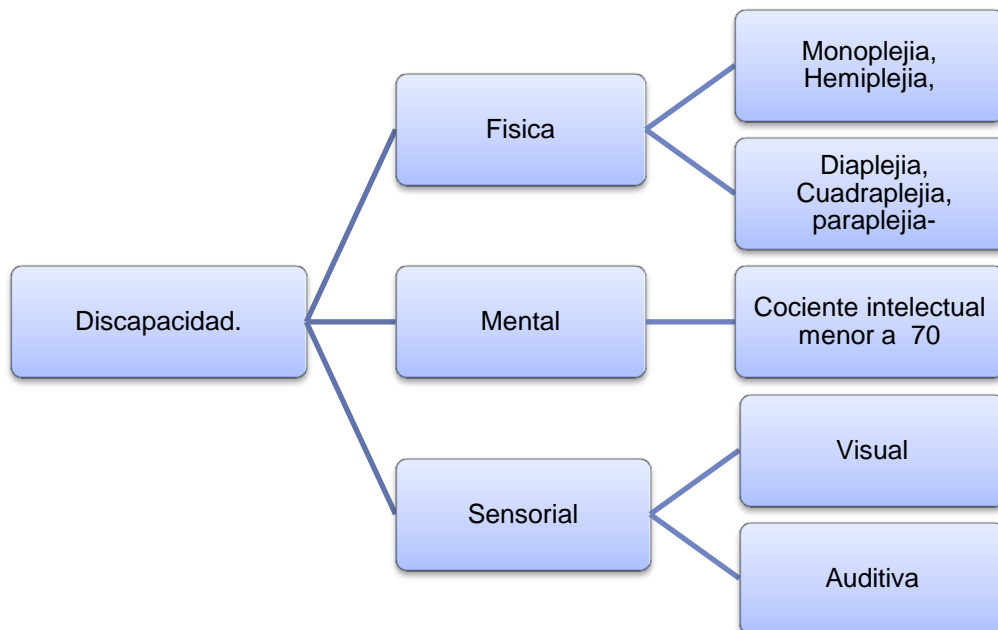 Discapacidad.
Fisica
Monoplejia,
Hemiplejia,
Diaplejia,
Cuadraplejia,
paraplejia-
Mental
Cociente intelectual
menor a 70
Sensorial
Visual
Auditiva